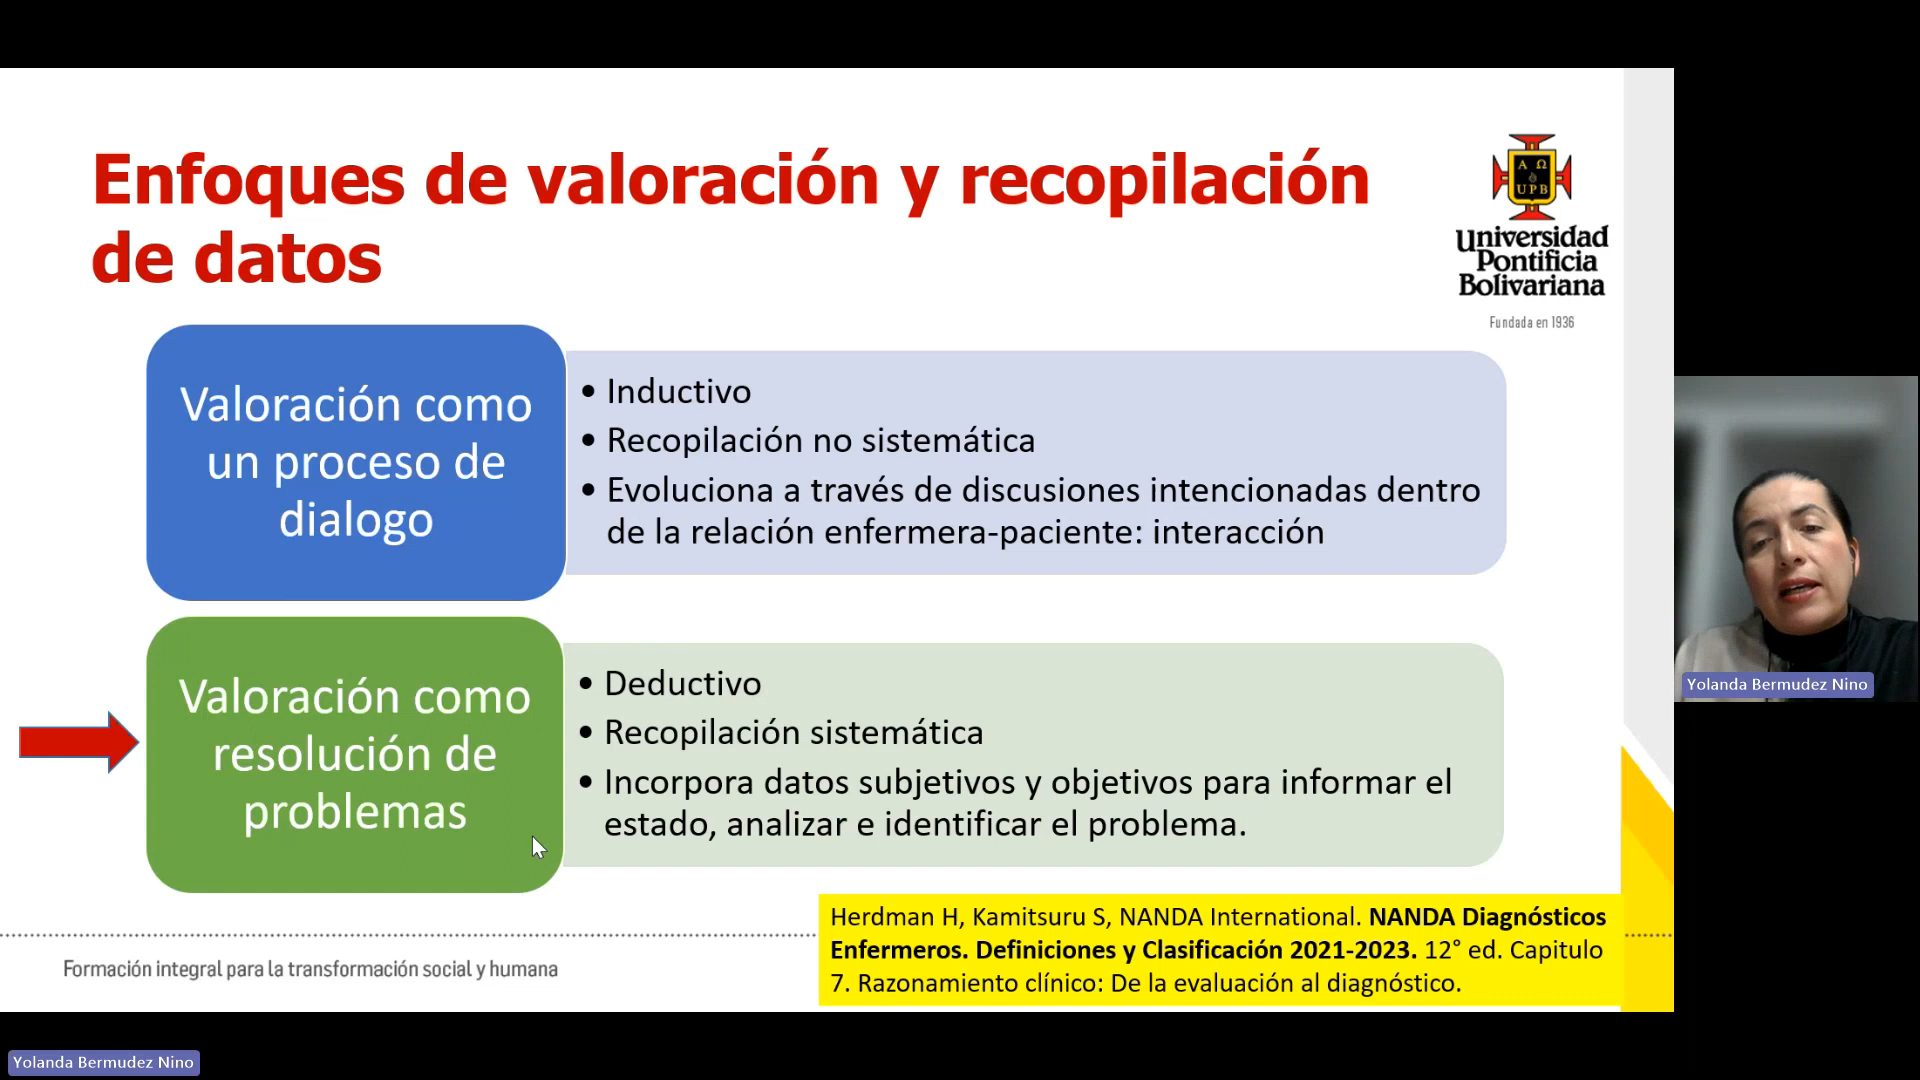 Enfoques de valoración y recopilación
de datos
Α Ω
UPB
Universidad
Pontificia
Bolivariana
Fundada en 1936
Valoración como
un proceso de
dialogo
• Inductivo
• Recopilación no sistemática
• Evoluciona a través de discusiones intencionadas dentro
de la relación enfermera-paciente: interacción
Valoración como
resolución de
problemas
• Deductivo
• Recopilación sistemática
• Incorpora datos subjetivos y objetivos para informar el
estado, analizar e identificar el problema.
Herdman H, Kamitsuru S, NANDA International. NANDA Diagnósticos
Enfermeros. Definiciones y Clasificación 2021-2023. 12° ed. Capitulo
7. Razonamiento clínico: De la evaluación al diagnóstico.
Formación integral para la transformación social y humana
Yolanda Bermudez Nino
Yolanda Bermudez Nino